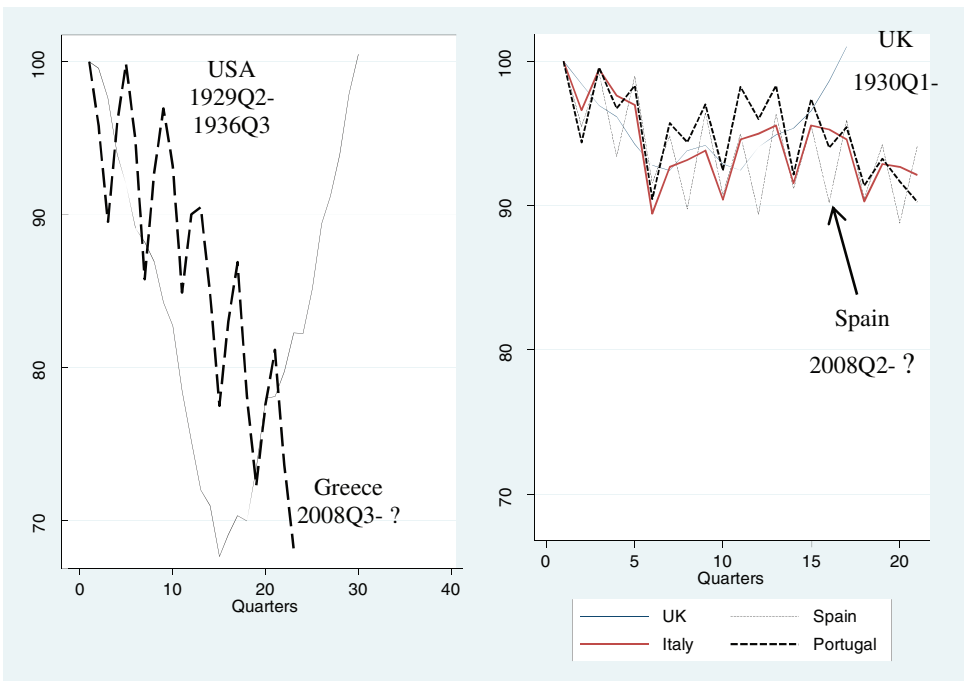 100
90
80
70
USA
1929Q2-
1936Q3
Greece
2008Q3- ?
0
10
20
30
40
Quarters
100
90
80
70
UK
1930Q1-
Spain
2008Q2- ?
0
5
10
15
20
Quarters
UK
Spain
Italy
Portugal